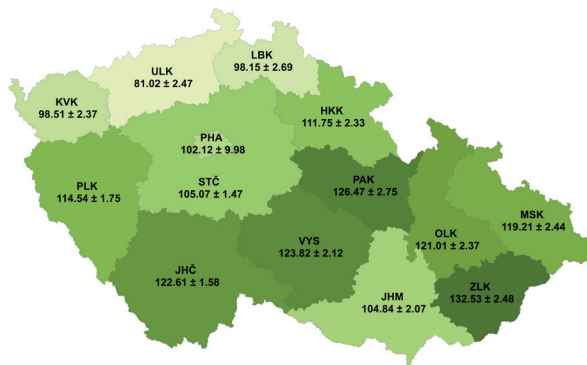 LBK
98.15 ± 2.69
ULK
81.02 ± 2.47
KVK
98.51 ± 2.37
HKK
111.75 ± 2.33
PHA
102.12 ± 9.98
PLK
114.54 ± 1.75
STČ
105.07 ± 1.47
PAK
126.47 ± 2.75
MSK
119.21 ± 2.44
VYS
123.82 ± 2.12
OLK
121.01 ± 2.37
JHČ
122.61 ± 1.58
JHM
104.84 ± 2.07
ZLK
132.53 ± 2.48